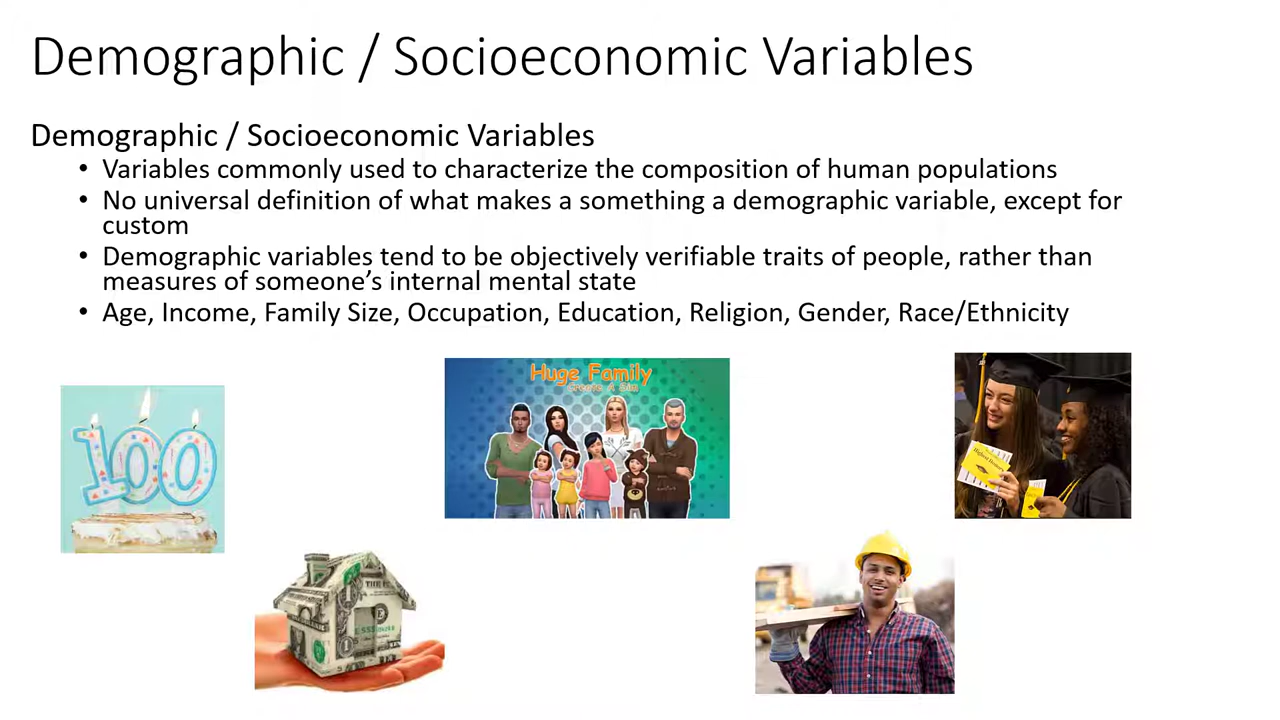 Demographic / Socioeconomic Variables
Demographic / Socioeconomic Variables
• Variables commonly used to characterize the composition of human populations
• No universal definition of what makes a something a demographic variable, except for
custom
• Demographic variables tend to be objectively verifiable traits of people, rather than
measures of someone's internal mental state
• Age, Income, Family Size, Occupation, Education, Religion, Gender, Race/Ethnicity
Huge Family
Create A Sim
100